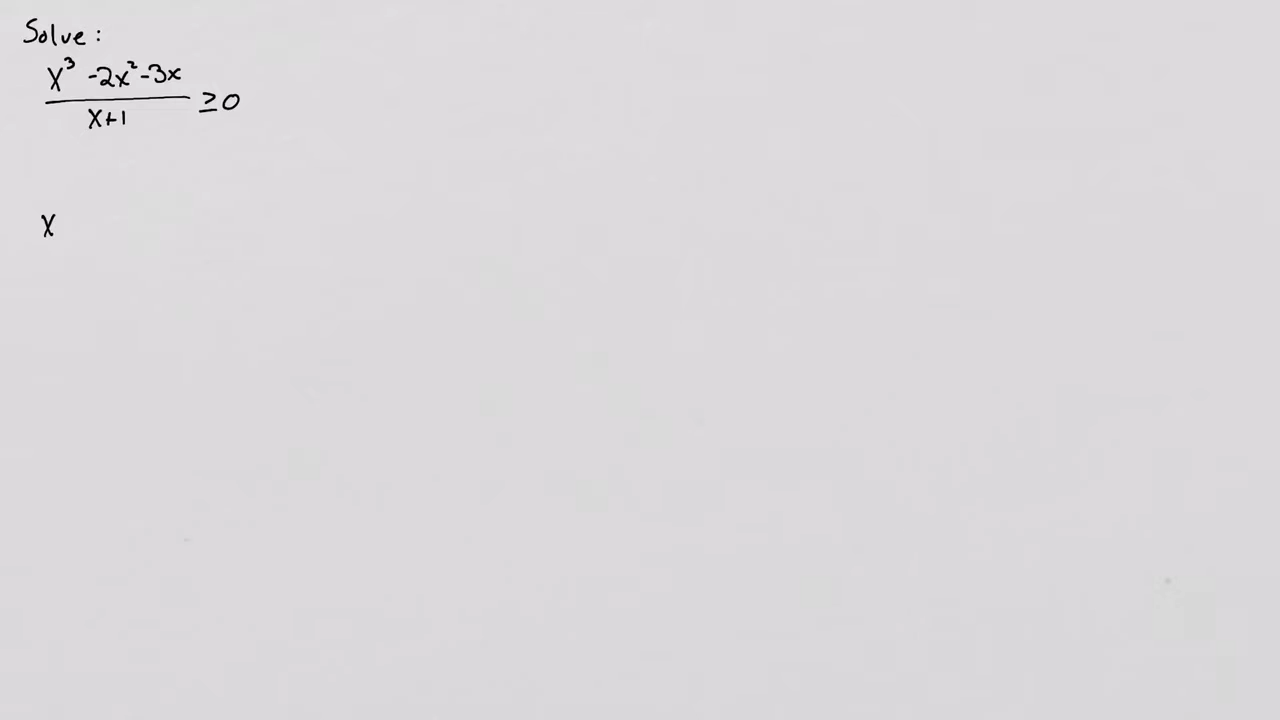 Solve:
x³ -2x² -3x
x+1
≥0
x